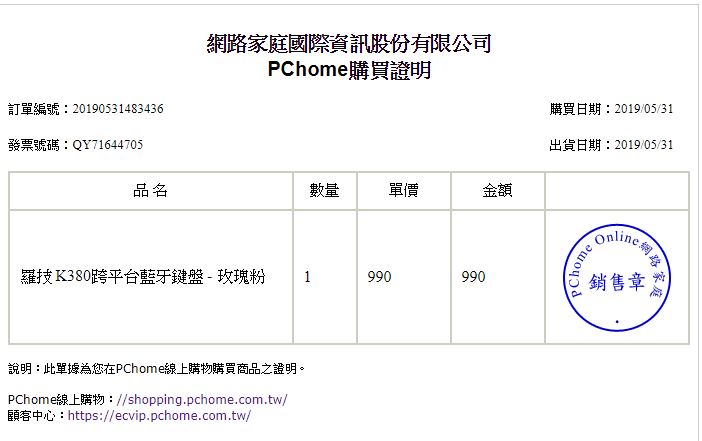 網路家庭國際資訊股份有限公司
PChome購買證明
訂單編號：20190531483436 購買日期：2019/05/31
發票號碼：QY71644705 出貨日期：2019/05/31
品 名 數量 單價 金額
羅技 K380跨平台藍牙鍵盤 - 玫瑰粉 1 990 990
PChome Online網路家庭
銷售章
說明：此單據為您在PChome線上購物購買商品之證明。
PChome線上購物：//shopping.pchome.com.tw/
顧客中心：https://ecvip.pchome.com.tw/